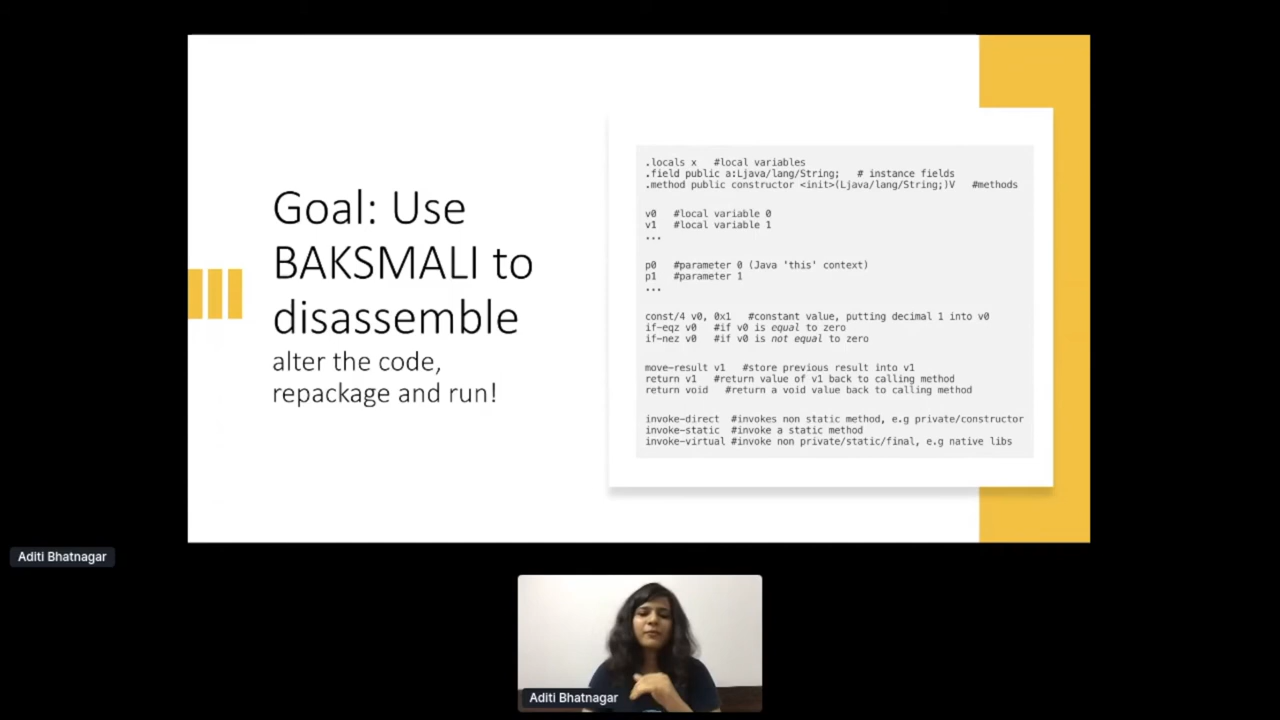 Goal: Use
BAKSMALI to
disassemble
alter the code,
repackage and run!
.locals x   #local variables
.field public a:Ljava/lang/String;   # instance fields
.method public constructor <init>(Ljava/lang/String;)V   #methods
v0   #local variable 0
v1   #local variable 1
...
p0   #parameter 0 (Java 'this' context)
p1   #parameter 1
...
const/4 v0, 0x1   #constant value, putting decimal 1 into v0
if-eqz v0   #if v0 is equal to zero
if-nez v0   #if v0 is not equal to zero
move-result v1   #store previous result into v1
return v1   #return value of v1 back to calling method
return void   #return a void value back to calling method
invoke-direct  #invokes non static method, e.g private/constructor
invoke-static  #invoke a static method
invoke-virtual #invoke non private/static/final, e.g native libs
Aditi Bhatnagar
Aditi Bhatnagar